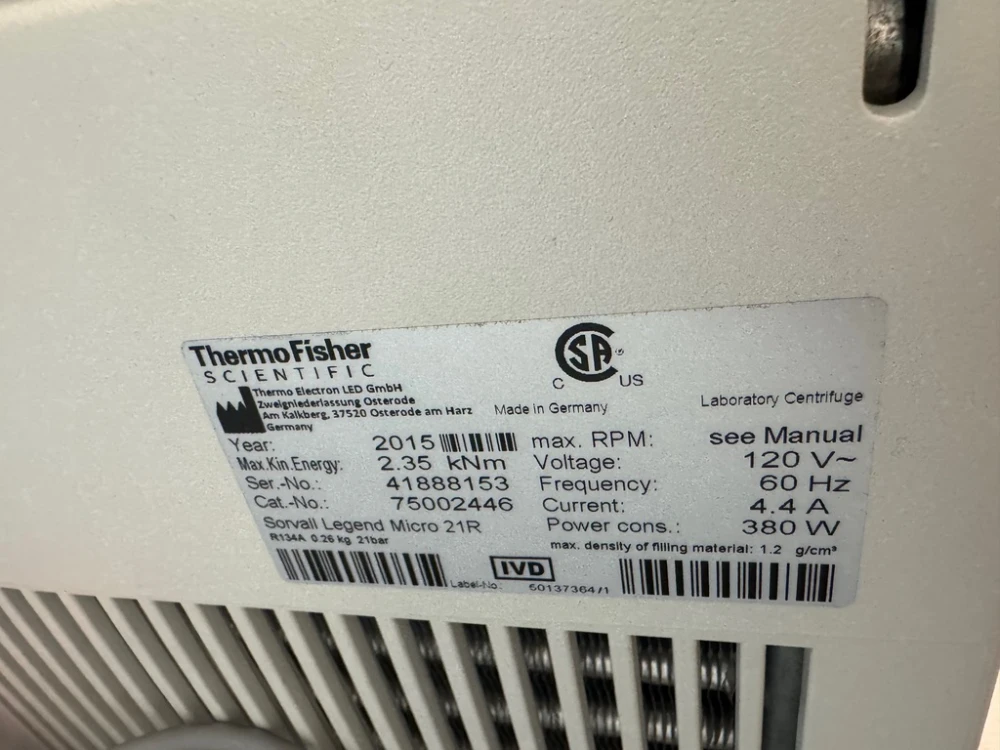 ThermoFisher
SCIENTIFIC
Thermo Electron LED GmbH
Zweigniederlassung Osterode
Am Kalkberg, 37520 Osterode am Harz
Germany
Made in Germany
CSA®
C US
Laboratory Centrifuge
Year: 2015
Max.Kin.Energy: 2.35 kNm
Ser.-No.: 41888153
Cat.-No.: 75002446
Sorvall Legend Micro 21R
R134A 0.26 kg 21bar
max. RPM: see Manual
Voltage: 120 V~
Frequency: 60 Hz
Current: 4.4 A
Power cons.: 380 W
max. density of filling material: 1.2 g/cm³
IVD
Label-No. 50137364/1